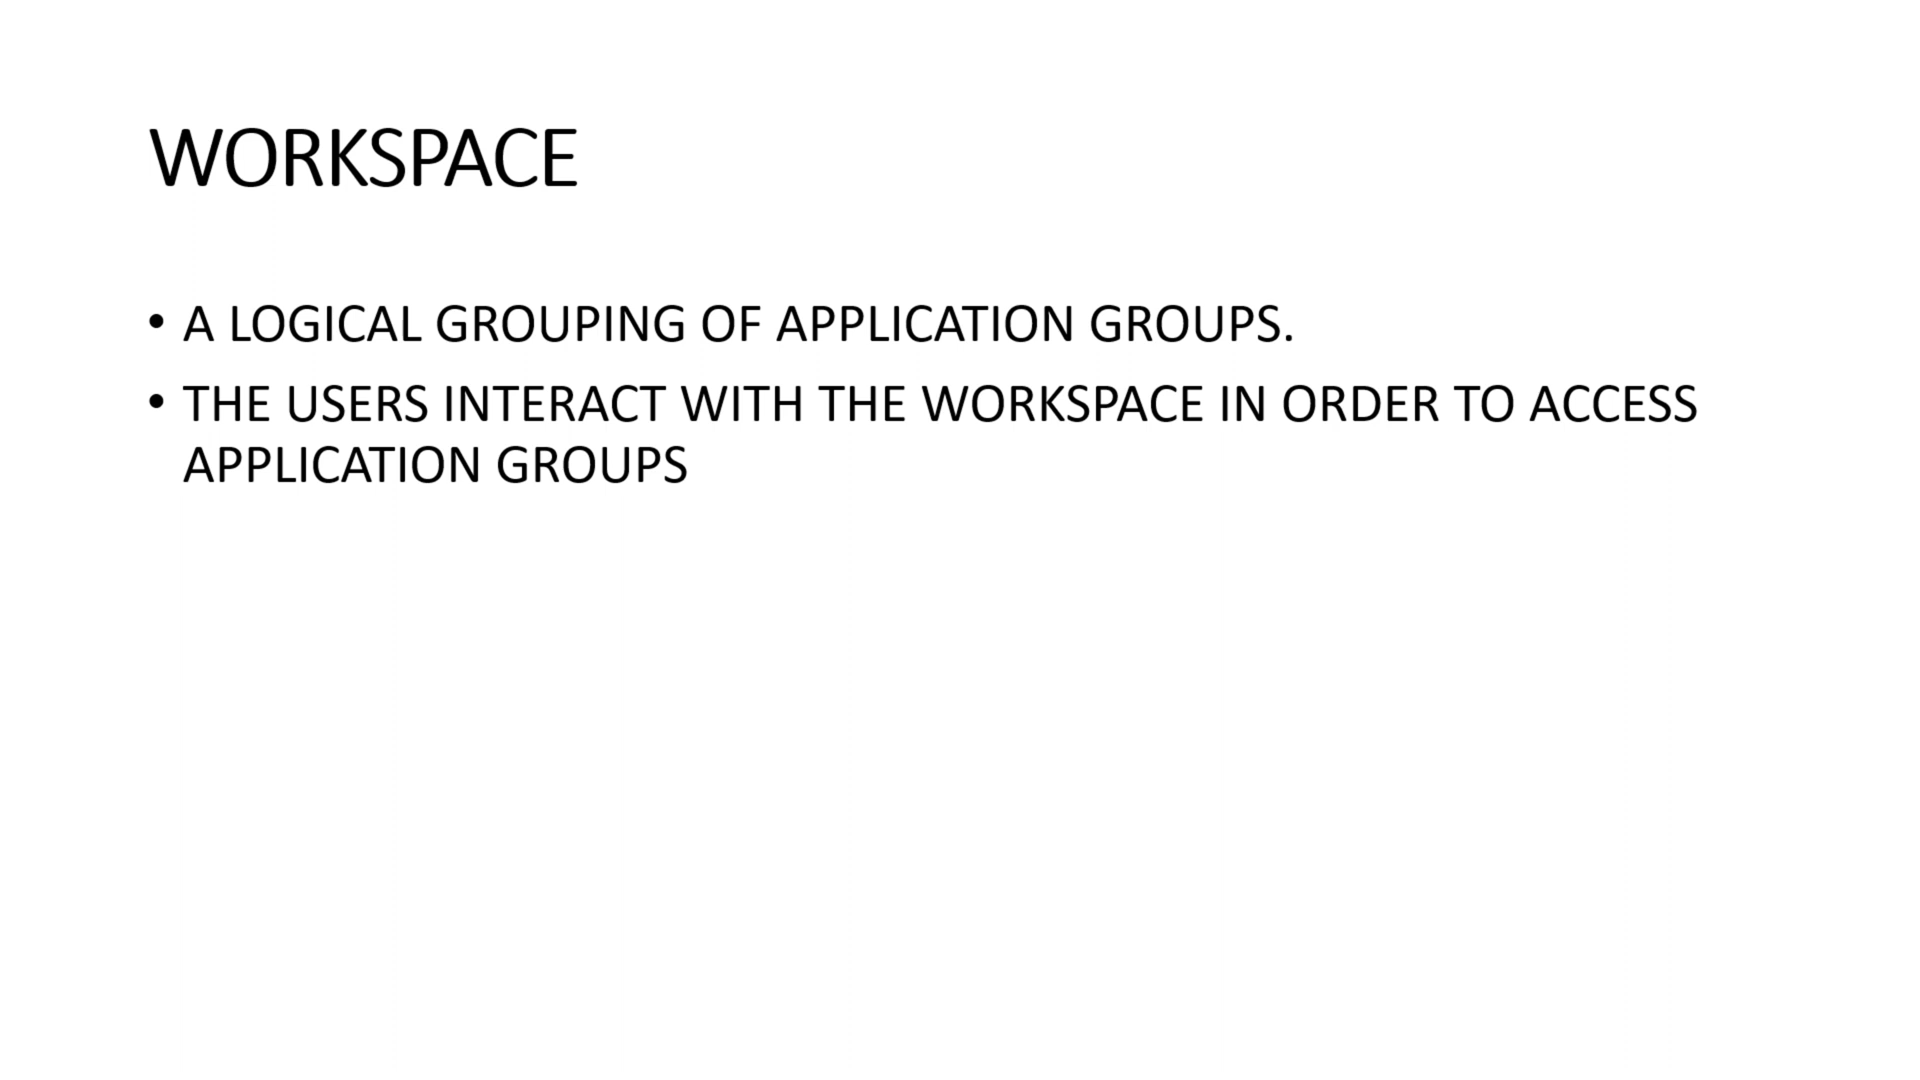 WORKSPACE
• A LOGICAL GROUPING OF APPLICATION GROUPS.
• THE USERS INTERACT WITH THE WORKSPACE IN ORDER TO ACCESS
APPLICATION GROUPS